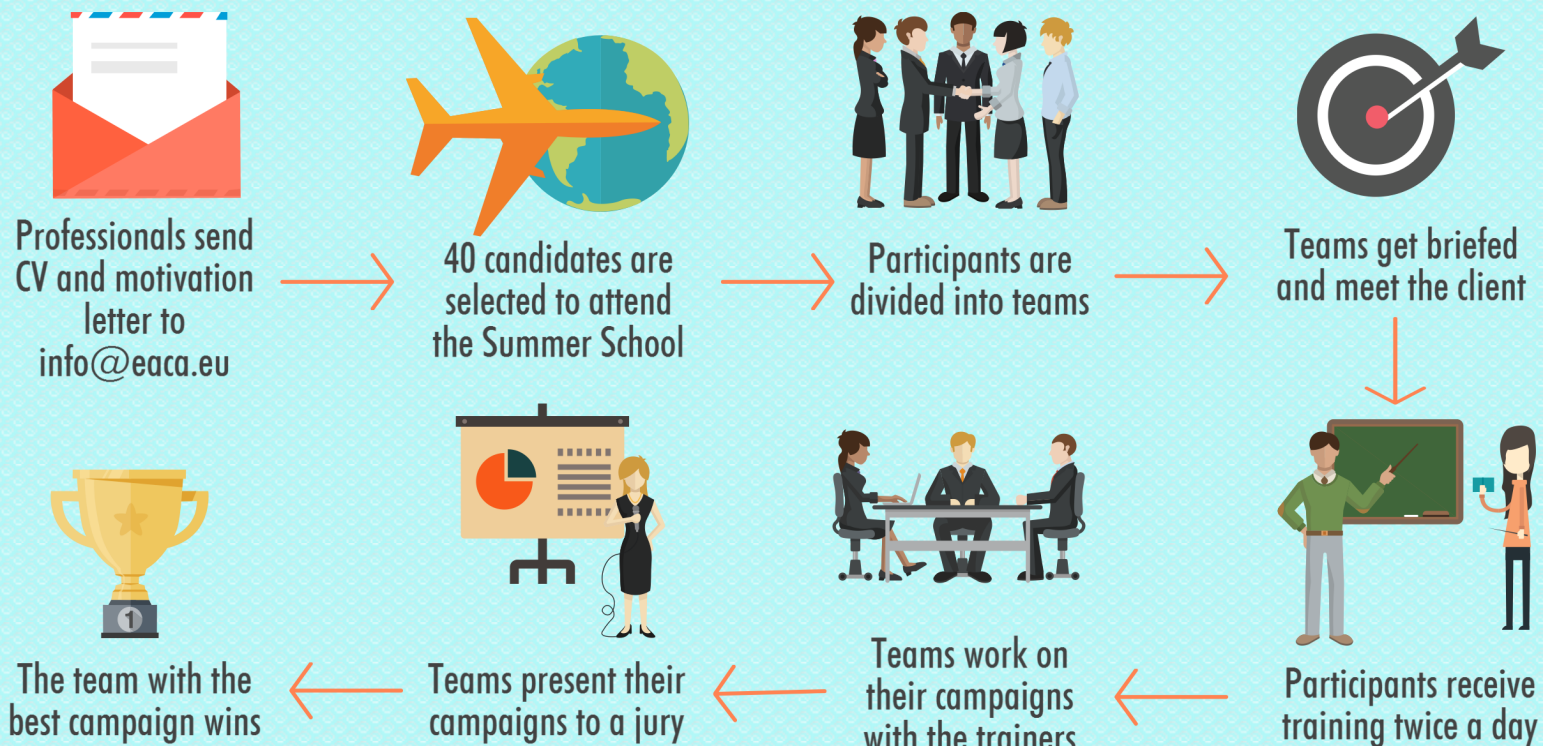 Professionals send
CV and motivation
letter to
info@eaca.eu
40 candidates are
selected to attend
the Summer School
Participants are
divided into teams
Teams get briefed
and meet the client
Participants receive
training twice a day
Teams work on
their campaigns
with the trainers
Teams present their
campaigns to a jury
1
The team with the
best campaign wins